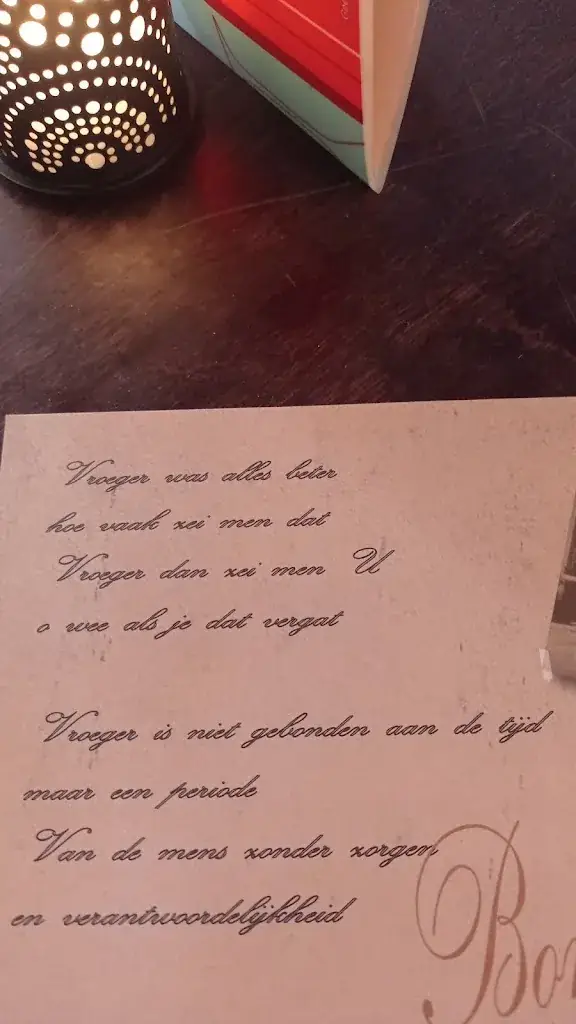 Vroeger was alles beter
hoe vaak zei men dat
Vroeger dan zei men U
o wee als je dat vergat
Vroeger is niet gebonden aan de tijd
maar een periode
Van de mens zonder zorgen
en verantwoordelijkheid